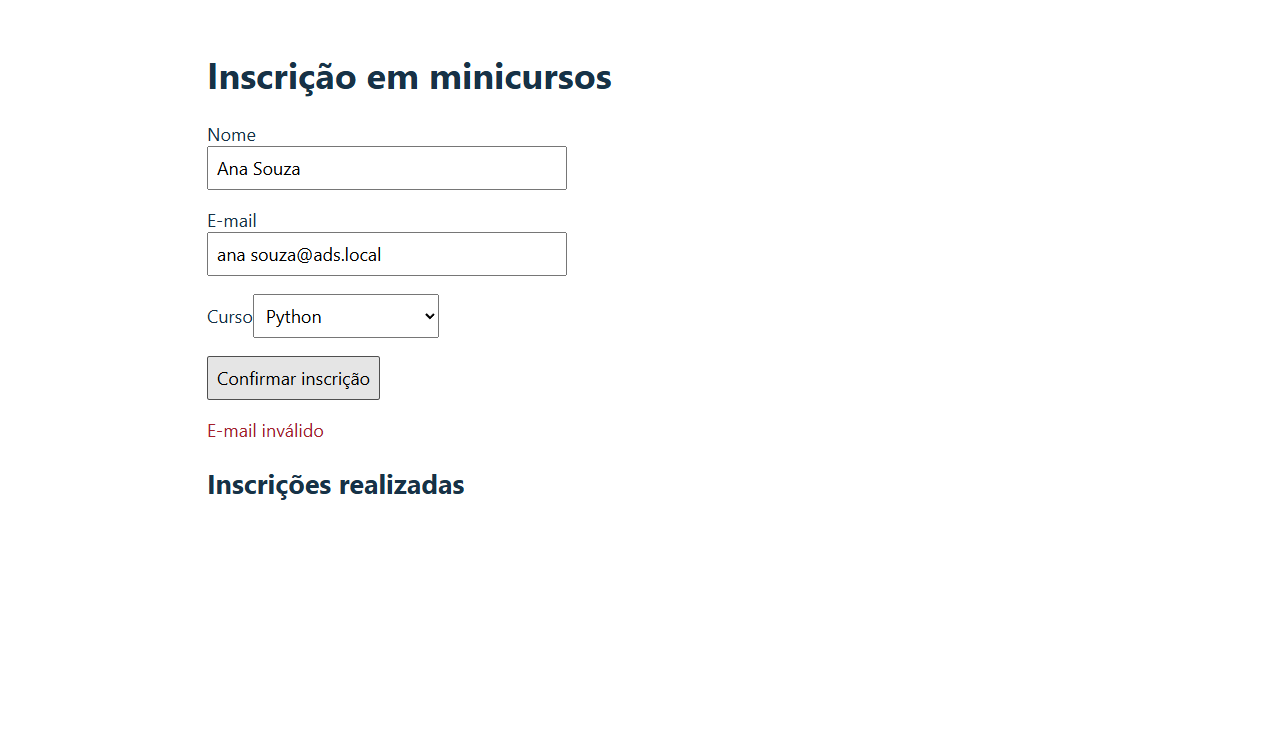 Inscrição em minicursos
Nome
Ana Souza
E-mail
ana souza@ads.local
Curso Python
Confirmar inscrição
E-mail inválido
Inscrições realizadas